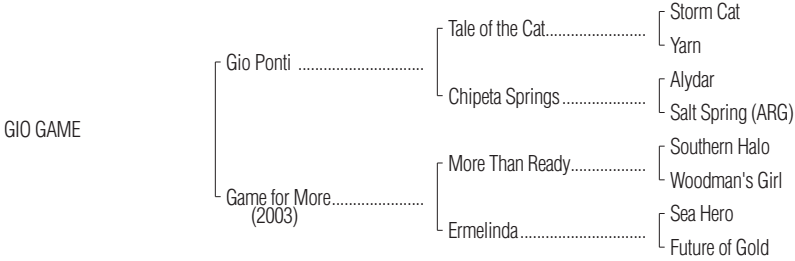 Storm Cat
Tale of the Cat......................
Yarn
Gio Ponti ...........................
Alydar
Chipeta Springs ..................
Salt Spring (ARG)
GIO GAME
Southern Halo
More Than Ready................
Woodman's Girl
Game for More....................
(2003)
Sea Hero
Ermelinda...........................
Future of Gold